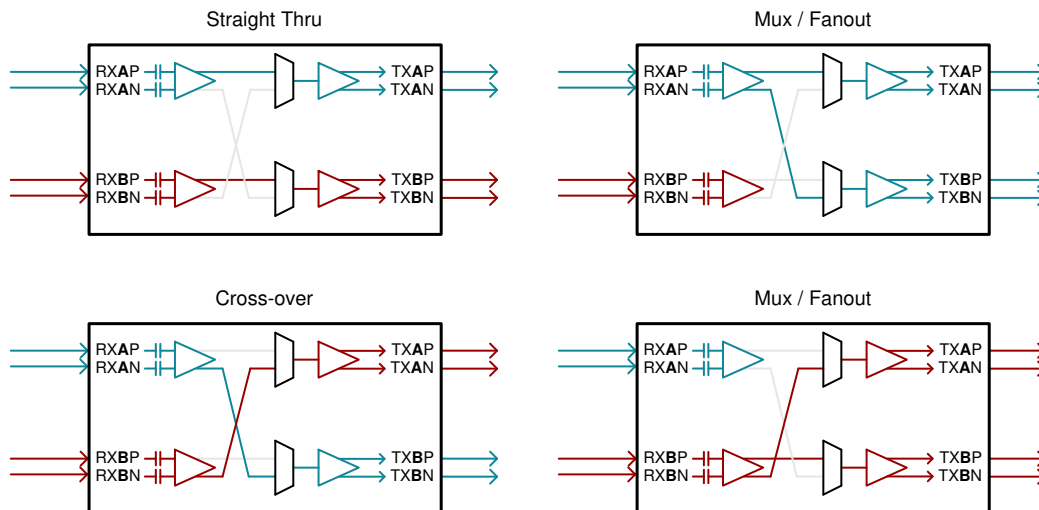 Straight Thru
RXAP
RXAN
TXAP
TXAN
RXBP
RXBN
TXBP
TXBN
Mux / Fanout
RXAP
RXAN
TXAP
TXAN
RXBP
RXBN
TXBP
TXBN
Cross-over
RXAP
RXAN
TXAP
TXAN
RXBP
RXBN
TXBP
TXBN
Mux / Fanout
RXAP
RXAN
TXAP
TXAN
RXBP
RXBN
TXBP
TXBN